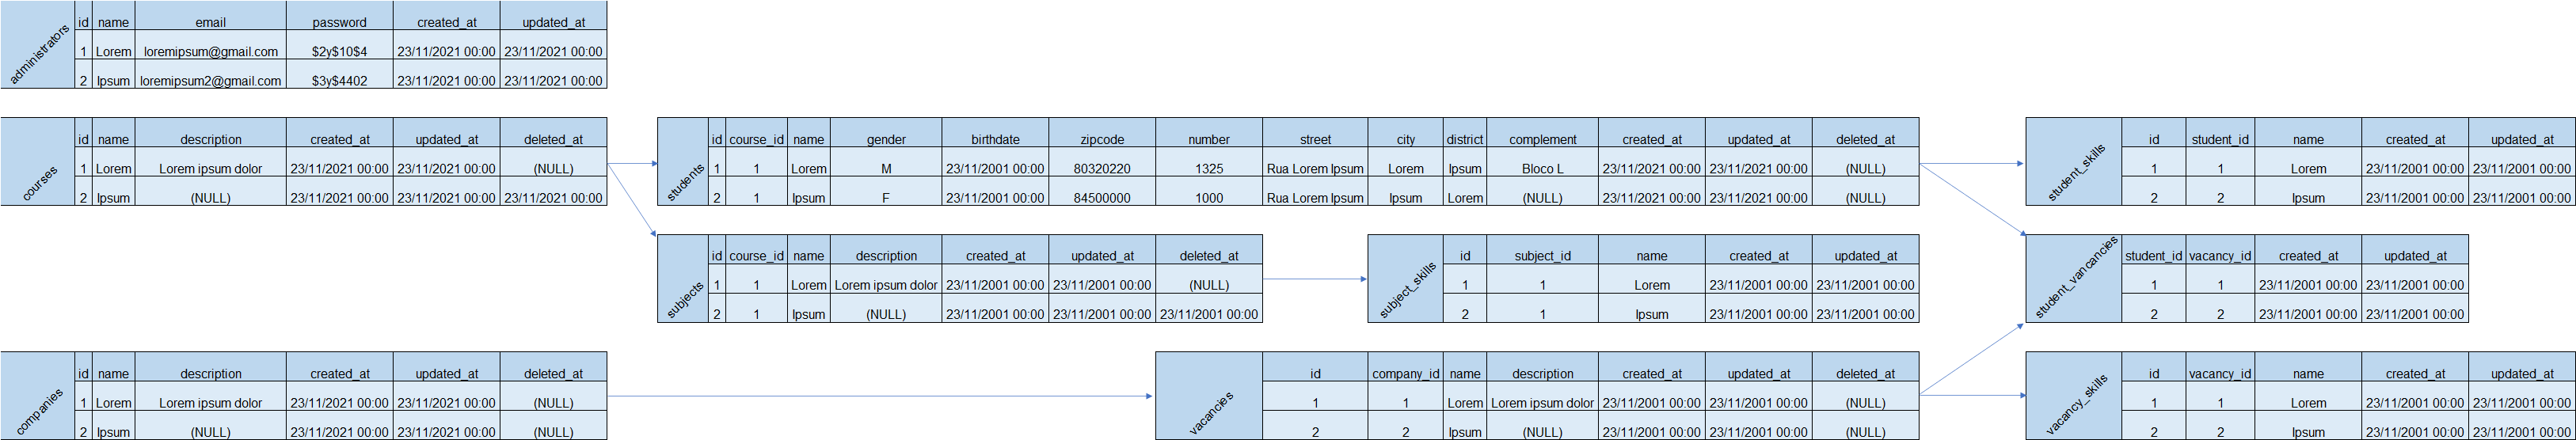 administrators
id name email password created_at updated_at
1 Lorem loremipsum@gmail.com $2y$10$4 23/11/2021 00:00 23/11/2021 00:00
2 Ipsum loremipsum2@gmail.com $3y$4402 23/11/2021 00:00 23/11/2021 00:00
courses
id name description created_at updated_at deleted_at
1 Lorem Lorem ipsum dolor 23/11/2021 00:00 23/11/2021 00:00 (NULL)
2 Ipsum (NULL) 23/11/2021 00:00 23/11/2021 00:00 23/11/2021 00:00
students
id course_id name gender birthdate zipcode number street city district complement created_at updated_at deleted_at
1 1 Lorem M 23/11/2001 00:00 80320220 1325 Rua Lorem Ipsum Lorem Ipsum Bloco L 23/11/2021 00:00 23/11/2021 00:00 (NULL)
2 1 Ipsum F 23/11/2001 00:00 84500000 1000 Rua Lorem Ipsum Ipsum Lorem (NULL) 23/11/2021 00:00 23/11/2021 00:00 (NULL)
student_skills
id student_id name created_at updated_at
1 1 Lorem 23/11/2001 00:00 23/11/2001 00:00
2 2 Ipsum 23/11/2001 00:00 23/11/2001 00:00
subjects
id course_id name description created_at updated_at deleted_at
1 1 Lorem Lorem ipsum dolor 23/11/2001 00:00 23/11/2001 00:00 (NULL)
2 1 Ipsum (NULL) 23/11/2001 00:00 23/11/2001 00:00 23/11/2001 00:00
subject_skills
id subject_id name created_at updated_at
1 1 Lorem 23/11/2001 00:00 23/11/2001 00:00
2 1 Ipsum 23/11/2001 00:00 23/11/2001 00:00
student_vancancies
student_id vacancy_id created_at updated_at
1 1 23/11/2001 00:00 23/11/2001 00:00
2 2 23/11/2001 00:00 23/11/2001 00:00
companies
id name description created_at updated_at deleted_at
1 Lorem Lorem ipsum dolor 23/11/2021 00:00 23/11/2021 00:00 (NULL)
2 Ipsum (NULL) 23/11/2021 00:00 23/11/2021 00:00 (NULL)
vacancies
id company_id name description created_at updated_at deleted_at
1 1 Lorem Lorem ipsum dolor 23/11/2001 00:00 23/11/2001 00:00 (NULL)
2 2 Ipsum (NULL) 23/11/2001 00:00 23/11/2001 00:00 (NULL)
vacancy_skills
id vacancy_id name created_at updated_at
1 1 Lorem 23/11/2001 00:00 23/11/2001 00:00
2 2 Ipsum 23/11/2001 00:00 23/11/2001 00:00